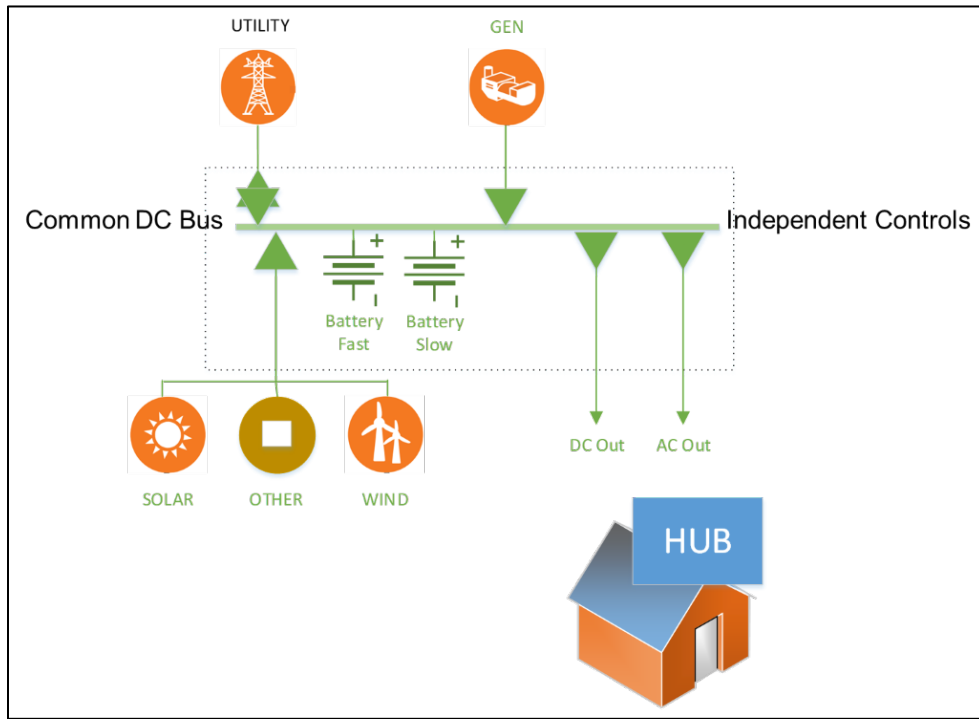 UTILITY
GEN
Common DC Bus
Independent Controls
+
+
Battery
Fast
Battery
Slow
DC Out
AC Out
SOLAR
OTHER
WIND
HUB